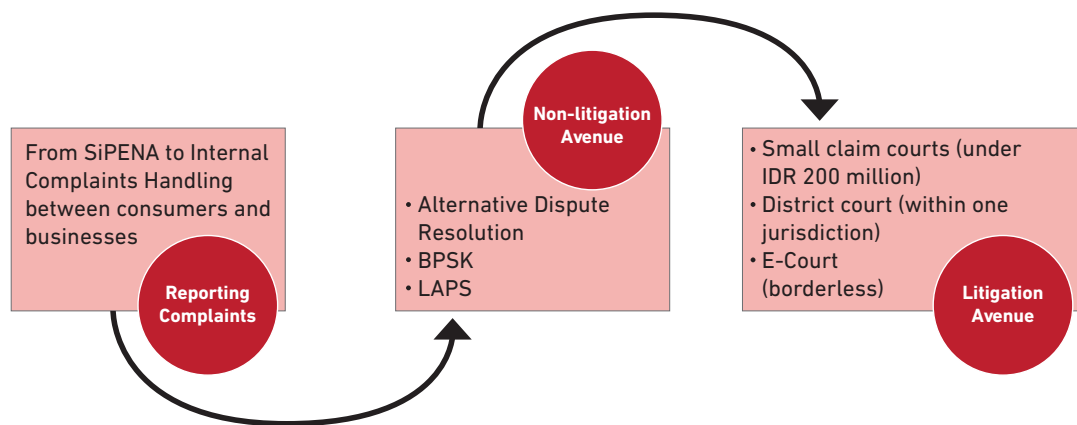 From SiPENA to Internal
Complaints Handling
between consumers and
businesses
Reporting
Complaints
Non-litigation
Avenue
• Alternative Dispute
Resolution
• BPSK
• LAPS
• Small claim courts (under
IDR 200 million)
• District court (within one
jurisdiction)
• E-Court
(borderless)
Litigation
Avenue